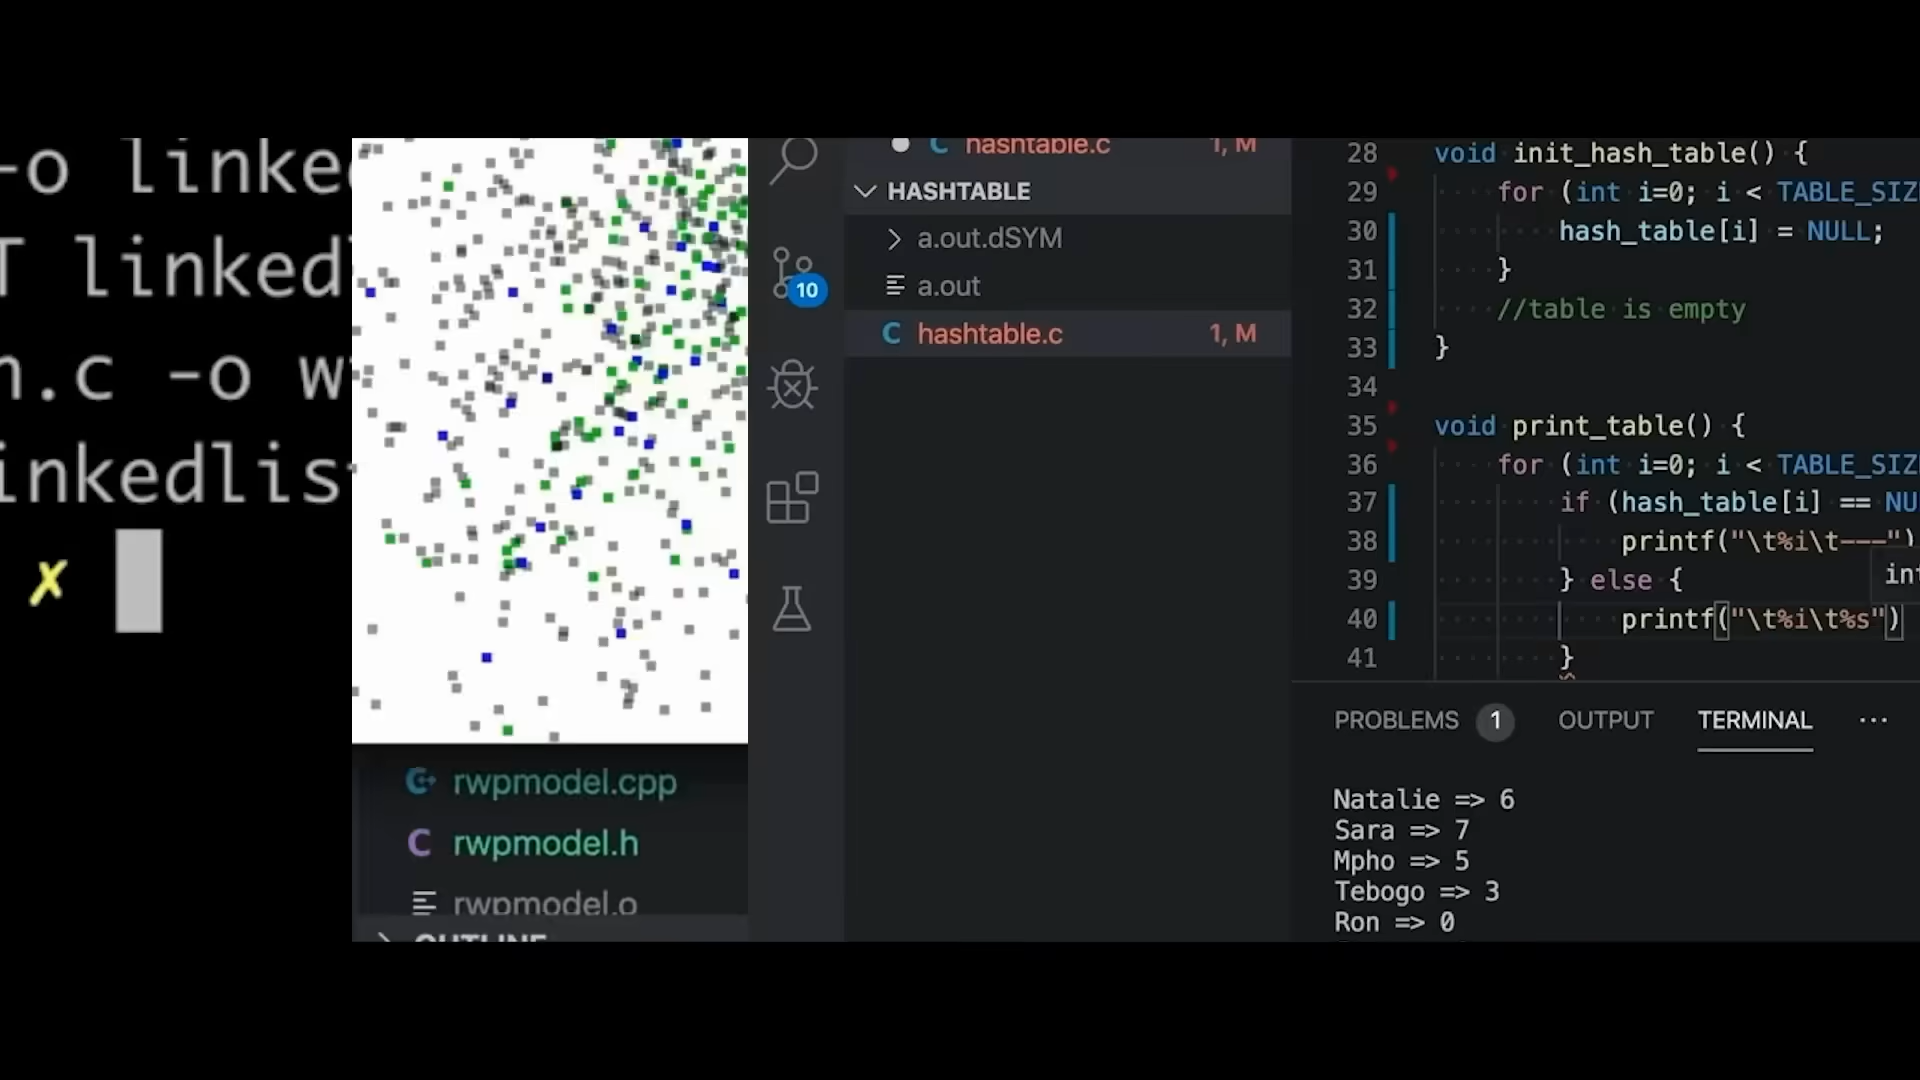 -o linke
T linked
.c -o w
inkedlis
✗
rwpmodel.cpp
rwpmodel.h
rwpmodel.o
OUTLINE
hashtable.c 1, M
HASHTABLE
a.out.dSYM
a.out
hashtable.c 1, M
10
28 void init_hash_table() {
29 for (int i=0; i < TABLE_SIZ
30 hash_table[i] = NULL;
31 }
32 //table is empty
33 }
34
35 void print_table() {
36 for (int i=0; i < TABLE_SIZ
37 if (hash_table[i] == NU
38 printf("\t%i\t---")
39 } else {
int
40 printf("\t%i\t%s")
41 }
PROBLEMS 1 OUTPUT TERMINAL ...
Natalie => 6
Sara => 7
Mpho => 5
Tebogo => 3
Ron => 0